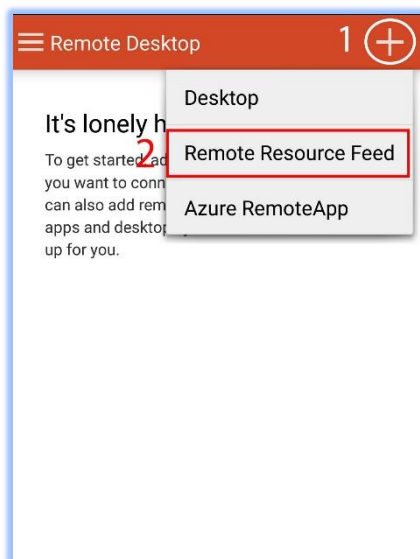 Remote Desktop
1
Desktop
It's lonely h
2
Remote Resource Feed
To get started, ad
you want to conn
can also add rem
Azure RemoteApp
apps and desktop
up for you.